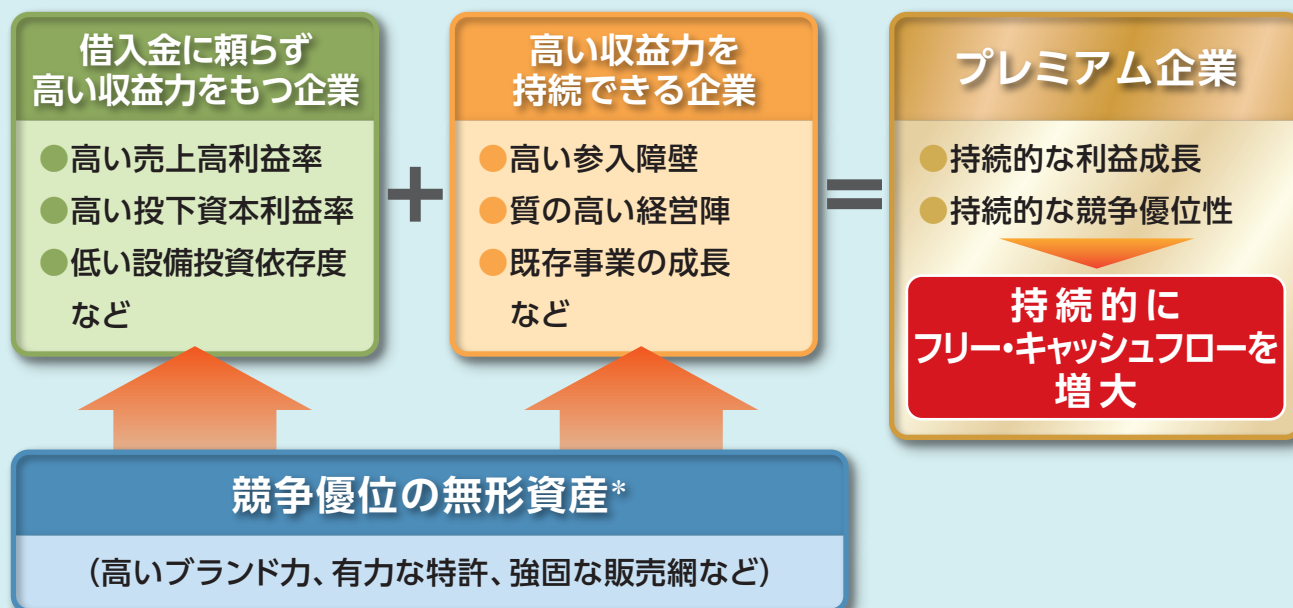 借入金に頼らず
高い収益力をもつ企業
●高い売上高利益率
●高い投下資本利益率
●低い設備投資依存度
など
+
高い収益力を
持続できる企業
●高い参入障壁
●質の高い経営陣
●既存事業の成長
など
=
プレミアム企業
●持続的な利益成長
●持続的な競争優位性
持続的に
フリー・キャッシュフローを
増大
競争優位の無形資産*
(高いブランド力、有力な特許、強固な販売網など)